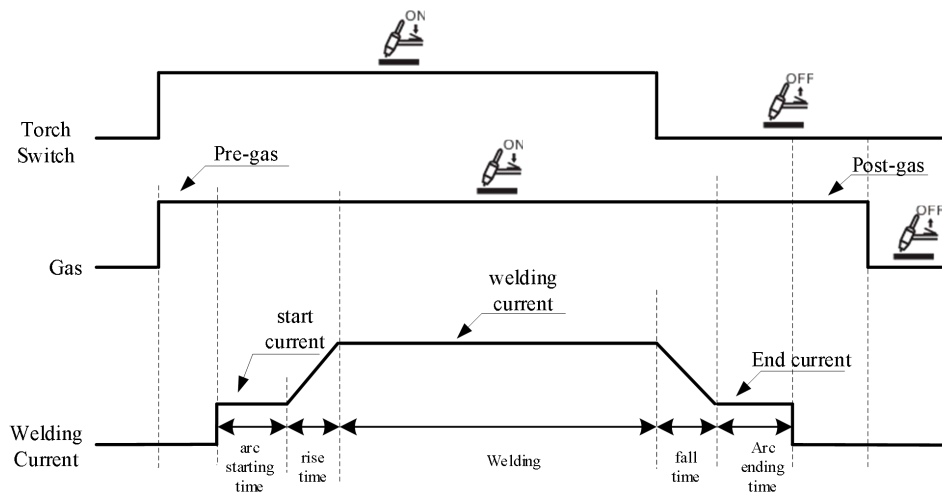 ON
OFF
Torch
Switch
Pre-gas
ON
Post-gas
OFF
Gas
welding
current
start
current
End current
Welding
Current
arc
starting
time
rise
time
Welding
fall
time
Arc
ending
time